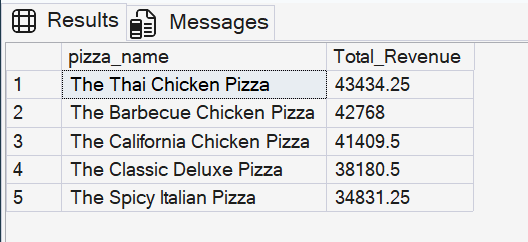 Results Messages
pizza_name Total_Revenue
1 The Thai Chicken Pizza 43434.25
2 The Barbecue Chicken Pizza 42768
3 The California Chicken Pizza 41409.5
4 The Classic Deluxe Pizza 38180.5
5 The Spicy Italian Pizza 34831.25